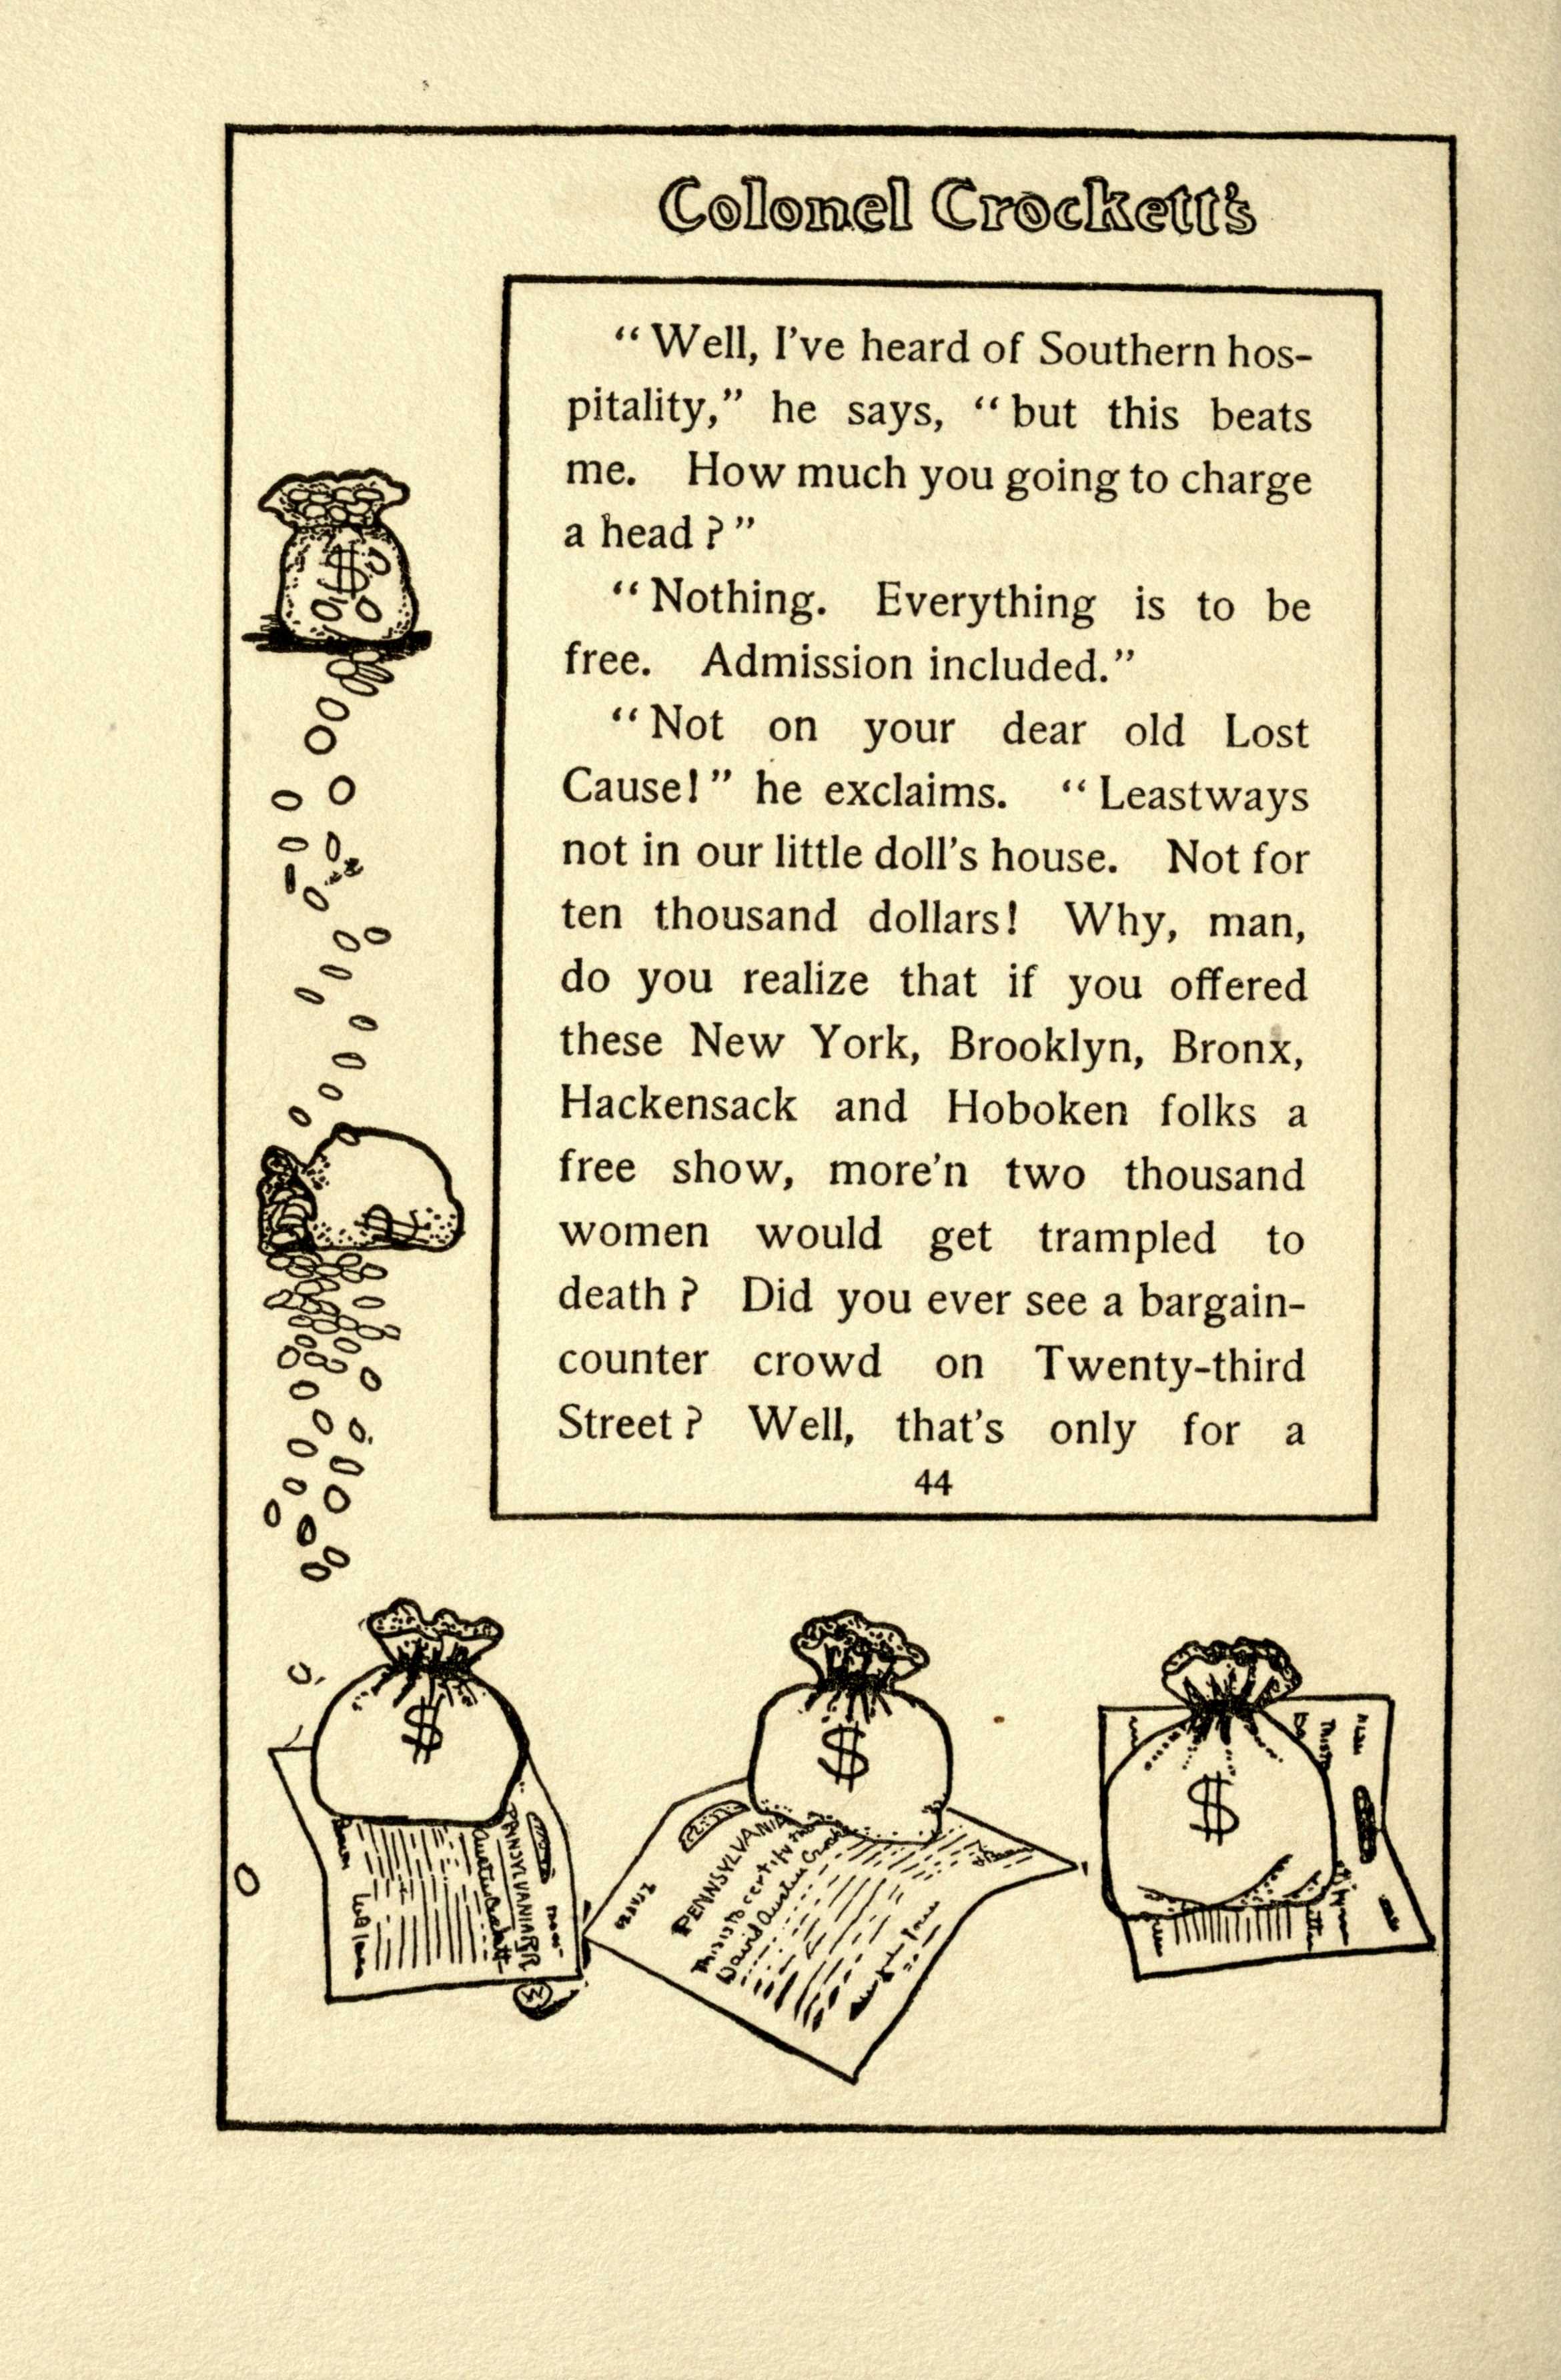 Colonel Crockett's
“Well, I've heard of Southern hos-
pitality,” he says, “but this beats
me. How much you going to charge
a head?”
“Nothing. Everything is to be
free. Admission included.”
“Not on your dear old Lost
Cause!” he exclaims. “Leastways
not in our little doll's house. Not for
ten thousand dollars! Why, man,
do you realize that if you offered
these New York, Brooklyn, Bronx,
Hackensack and Hoboken folks a
free show, more'n two thousand
women would get trampled to
death? Did you ever see a bargain-
counter crowd on Twenty-third
Street? Well, that's only for a
44
$
$
$
$
PENNSYLVANIA RR
PENNSYLVANIA
This is to certify that
David Austin